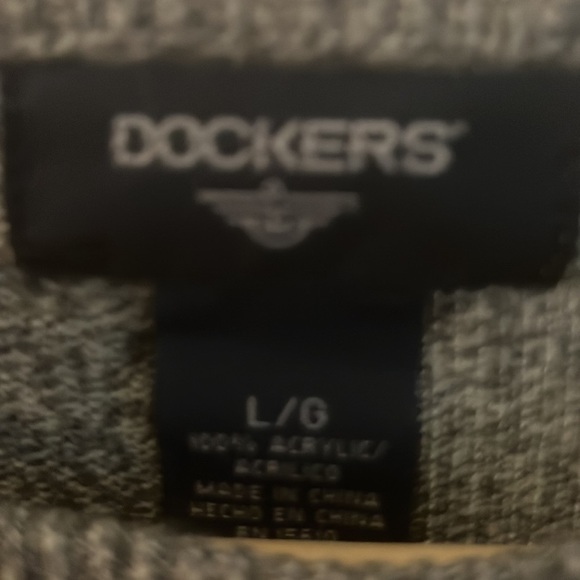 DOCKERS
L/G
100% ACRYLIC/
ACRILICO
MADE IN CHINA
HECHO EN CHINA